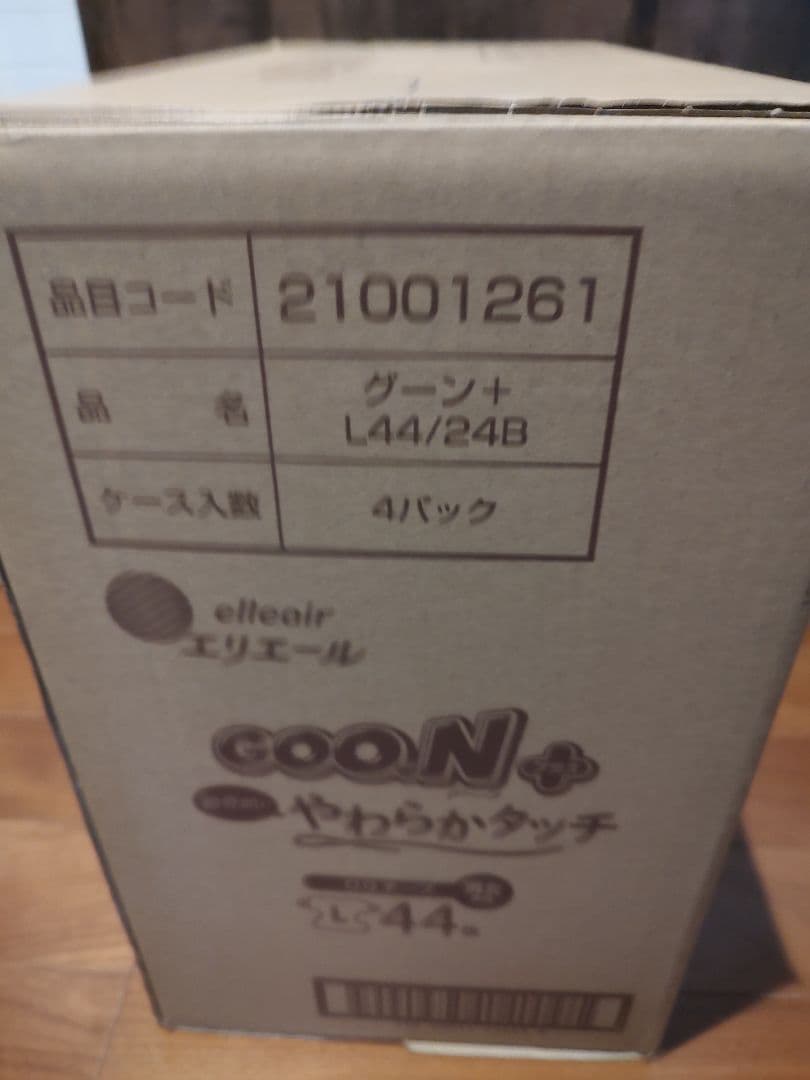 品目コード 21001261
品名 グーン+
L44/24B
ケース入数 4パック
elleair
エリエール
GOO.N+
やわらかタッチ
L 44